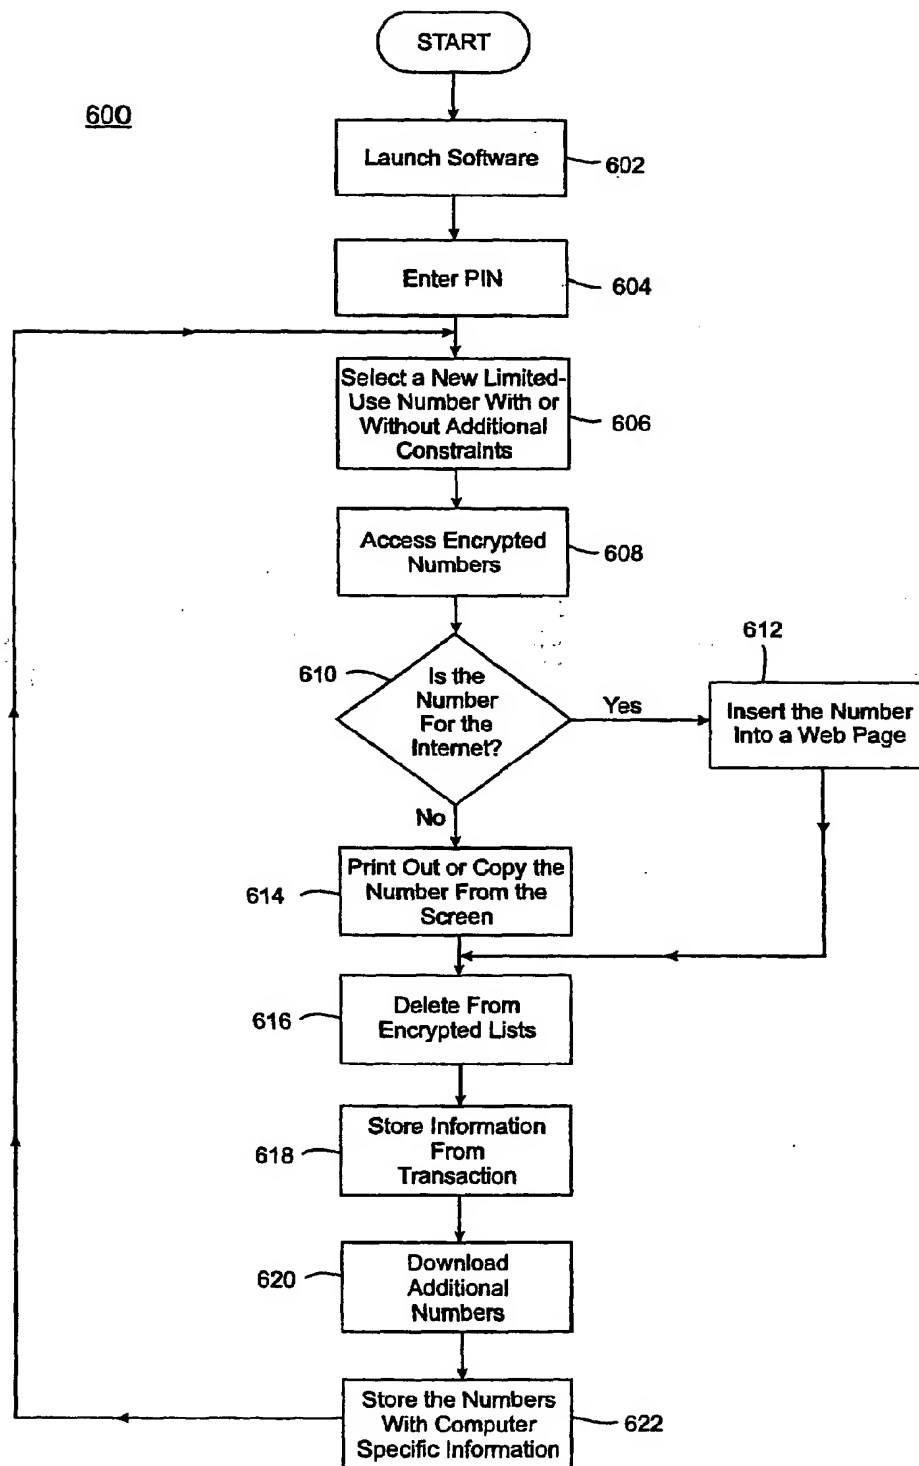 START
600
Launch Software
602
Enter PIN
604
Select a New Limited-
Use Number With or
Without Additional
Constraints
606
Access Encrypted
Numbers
608
612
610
Is the
Number
For the
Internet?
Yes
Insert the Number
Into a Web Page
No
Print Out or Copy the
Number From the
Screen
614
Delete From
Encrypted Lists
616
Store Information
From
Transaction
618
Download
Additional
Numbers
620
Store the Numbers
With Computer
Specific Information
622